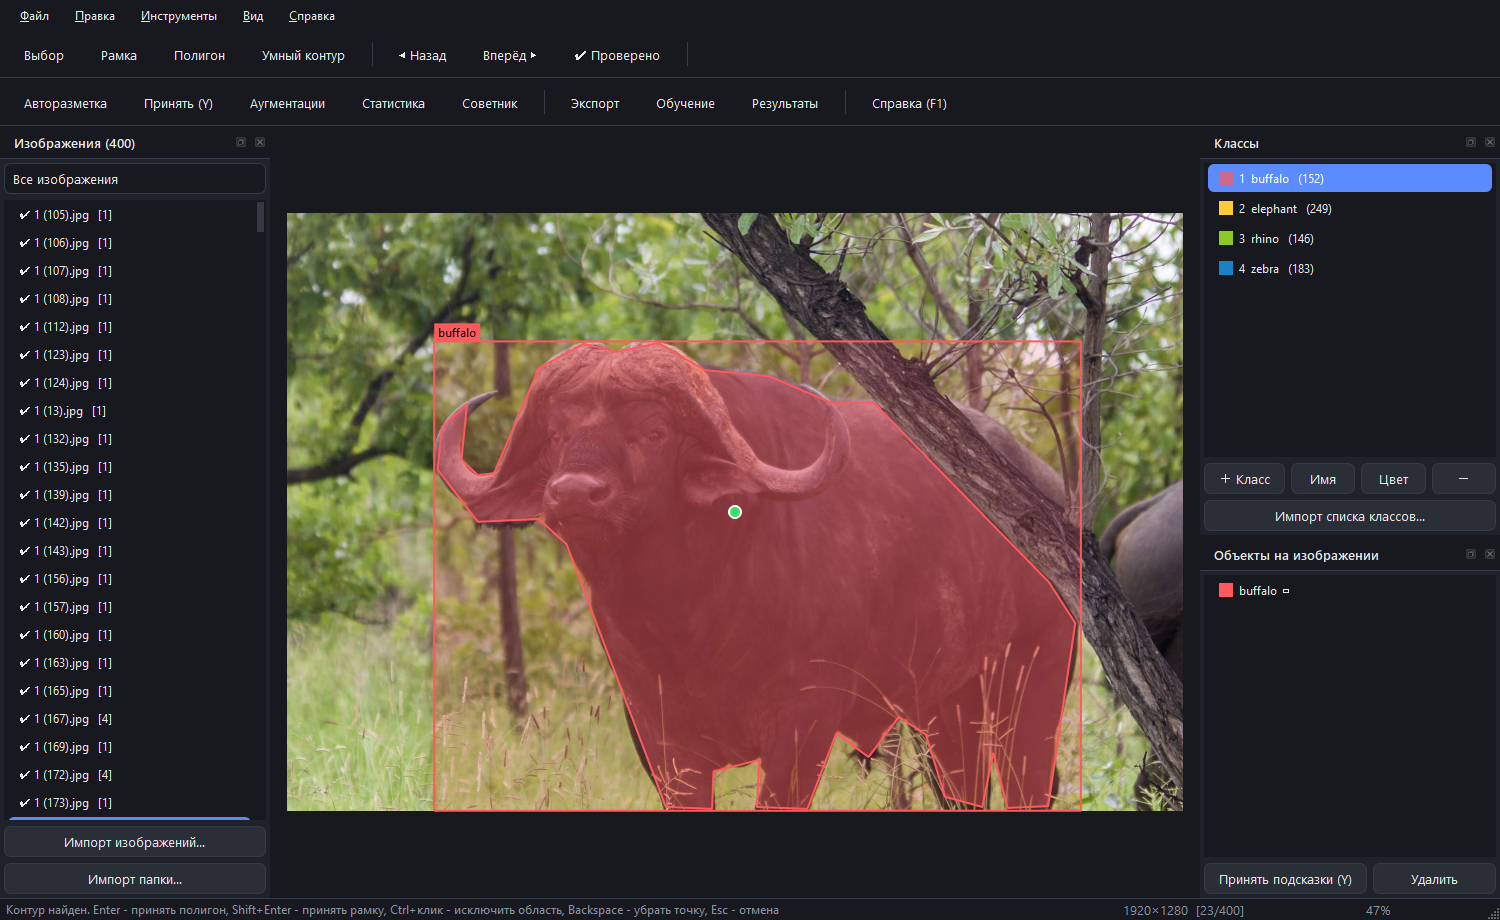 Файл Правка Инструменты Вид Справка
Выбор Рамка Полигон Умный контур ◂ Назад Вперёд ▸ ✔ Проверено
Авторазметка Принять (Y) Аугментации Статистика Советник Экспорт Обучение Результаты Справка (F1)
Изображения (400)
Все изображения
✔ 1 (105).jpg [1]
✔ 1 (106).jpg [1]
✔ 1 (107).jpg [1]
✔ 1 (108).jpg [1]
✔ 1 (112).jpg [1]
✔ 1 (123).jpg [1]
✔ 1 (124).jpg [1]
✔ 1 (13).jpg [1]
✔ 1 (132).jpg [1]
✔ 1 (135).jpg [1]
✔ 1 (139).jpg [1]
✔ 1 (142).jpg [1]
✔ 1 (143).jpg [1]
✔ 1 (156).jpg [1]
✔ 1 (157).jpg [1]
✔ 1 (160).jpg [1]
✔ 1 (163).jpg [1]
✔ 1 (165).jpg [1]
✔ 1 (167).jpg [4]
✔ 1 (169).jpg [1]
✔ 1 (172).jpg [4]
✔ 1 (173).jpg [1]
Импорт изображений...
Импорт папки...
buffalo
Классы
1 buffalo (152)
2 elephant (249)
3 rhino (146)
4 zebra (183)
+ Класс Имя Цвет −
Импорт списка классов...
Объекты на изображении
buffalo
Принять подсказки (Y) Удалить
Контур найден. Enter - принять полигон, Shift+Enter - принять рамку, Ctrl+клик - исключить область, Backspace - убрать точку, Esc - отмена
1920×1280 [23/400] 47%